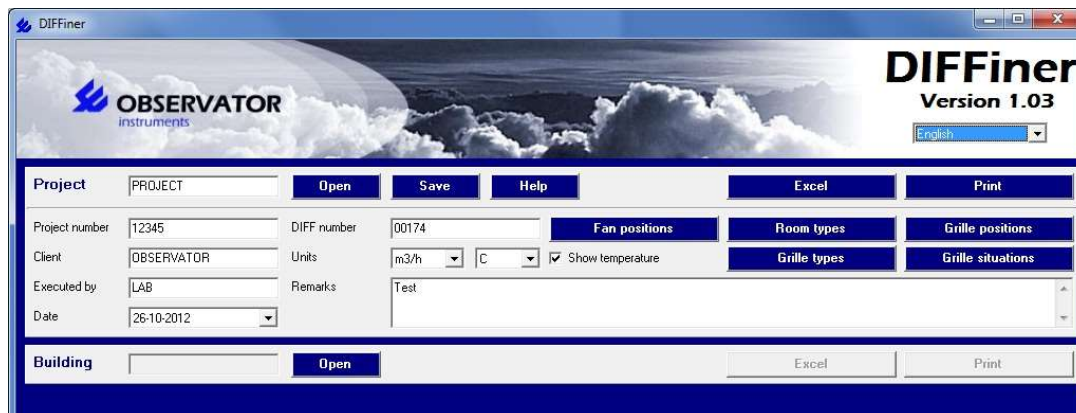 DIFFiner
DIFFiner
Version 1.03
OBSERVATOR
instruments
English
Project PROJECT Open Save Help Excel Print
Project number 12345 DIFF number 00174 Fan positions Room types Grille positions
Client OBSERVATOR Units m3/h C Show temperature Grille types Grille situations
Executed by LAB Remarks Test
Date 26-10-2012
Building Open Excel Print